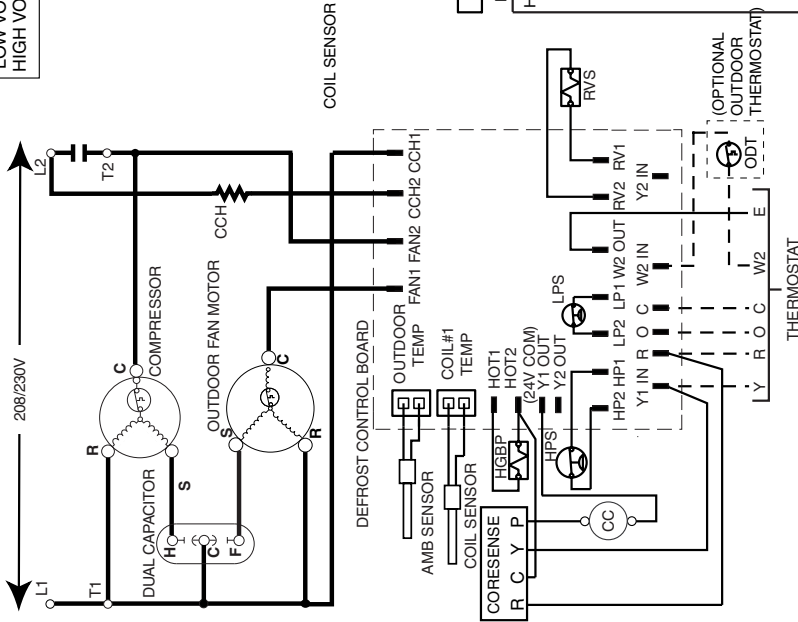 LOW VO
HIGH VO
208/230V
L1
L2
T1
T2
COMPRESSOR
R
C
S
CCH
OUTDOOR FAN MOTOR
S
C
R
DUAL CAPACITOR
H
C
F
COIL SENSOR
DEFROST CONTROL BOARD
FAN1 FAN2 CCH2 CCH1
OUTDOOR
TEMP
COIL#1
TEMP
AMB SENSOR
COIL SENSOR
HOT1
HOT2
(24V COM)
Y1 OUT
Y2 OUT
HGBP
HPS
LPS
RVS
HP2 HP1
LP2 LP1
W2 OUT
RV2 RV1
Y1 IN
R
O
C
W2 IN
Y2 IN
CORESENSE
R C Y P
CC
(OPTIONAL
OUTDOOR
THERMOSTAT)
ODT
Y R O C W2 E
THERMOSTAT